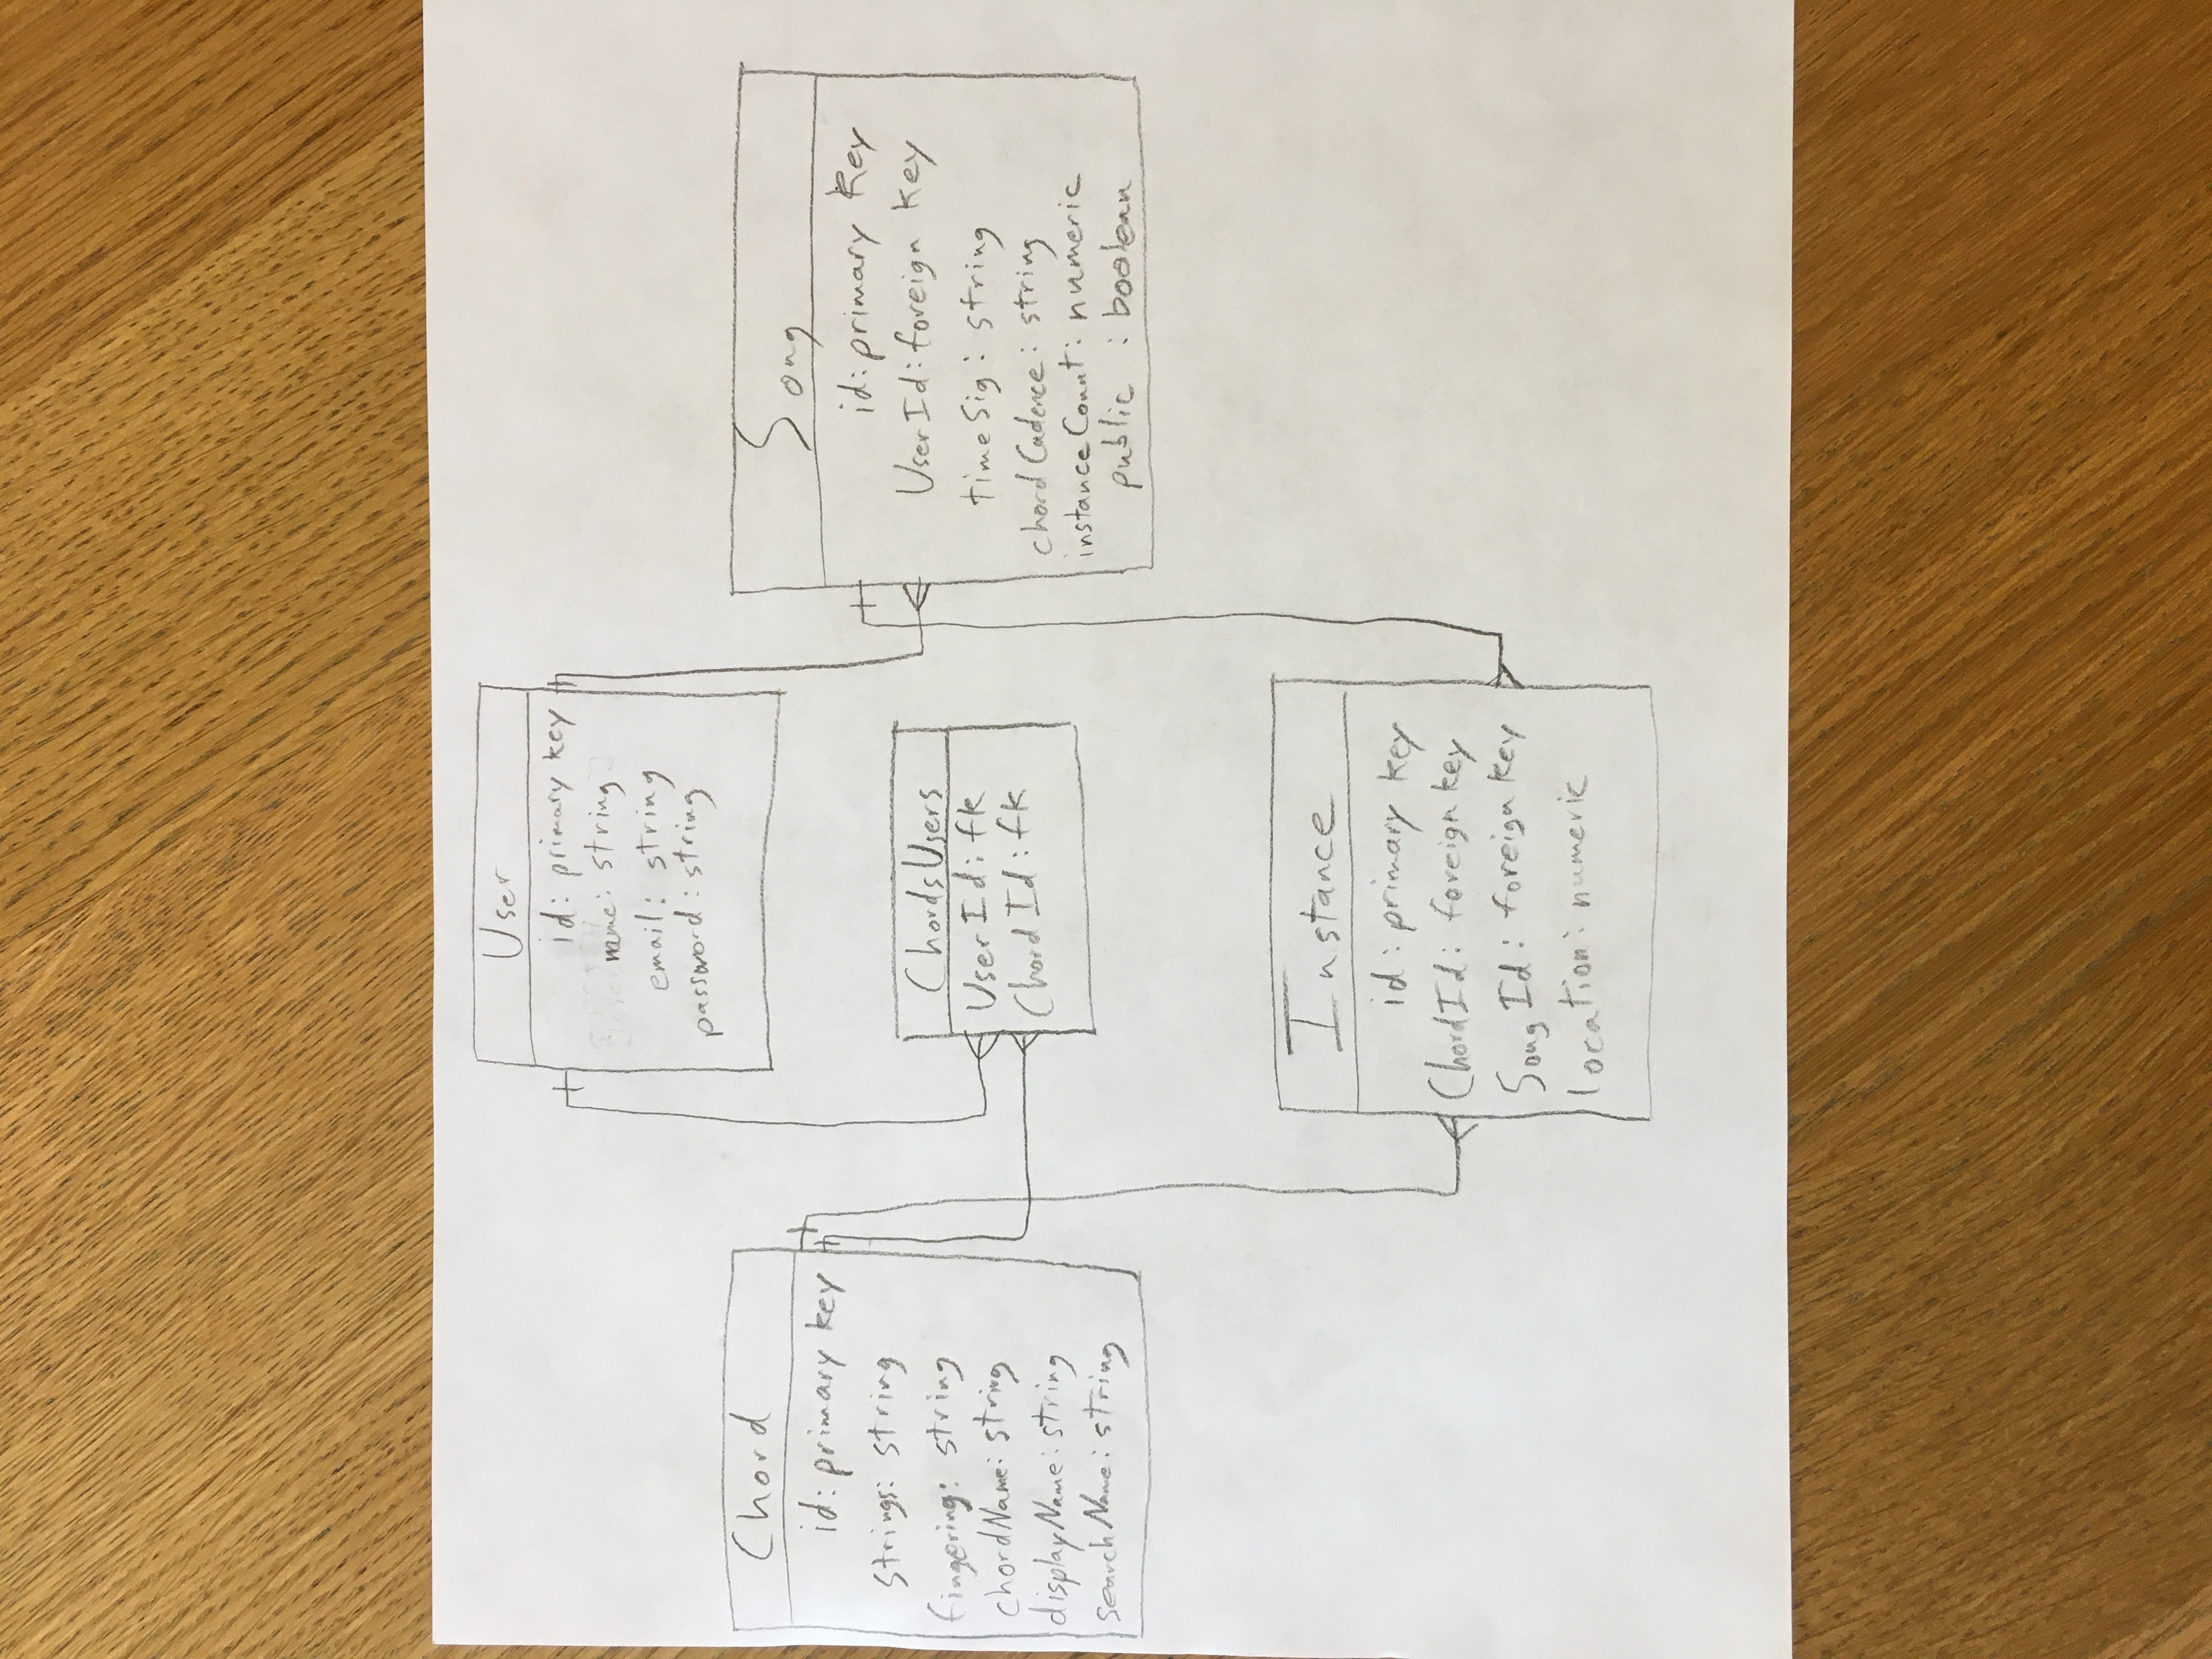 User
id: primary key
name: string
email: string
password: string
Chord
id: primary key
strings: string
fingering: string
chordName: string
displayName: string
searchName: string
ChordsUsers
UserId: fk
ChordId: fk
Song
id: primary key
UserId: foreign key
timeSig: string
chordCadence: string
instanceCount: numeric
public : boolean
Instance
id: primary key
ChordId: foreign key
SongId: foreign key
location: numeric